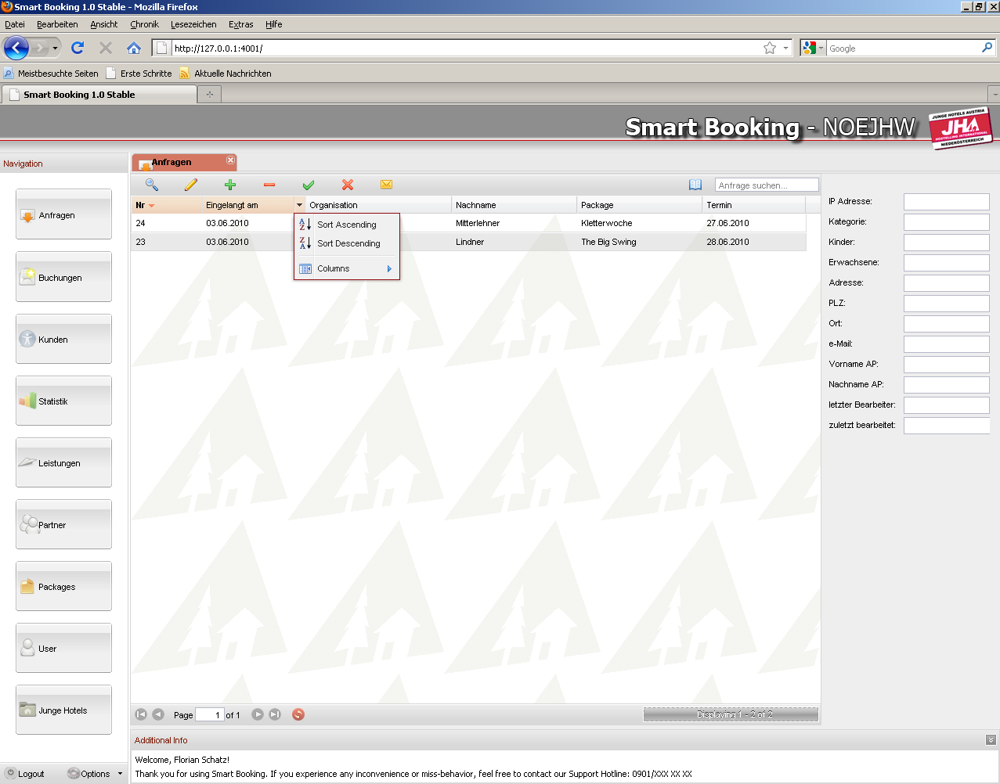 Smart Booking 1.0 Stable - Mozilla Firefox
Datei Bearbeiten Ansicht Chronik Lesezeichen Extras Hilfe
http://127.0.0.1:4001/
Google
Meistbesuchte Seiten Erste Schritte Aktuelle Nachrichten
Smart Booking 1.0 Stable
Smart Booking - NOEJHW
JUNGE HOTELS AUSTRIA
JHA
HOSTELLING INTERNATIONAL
NIEDERÖSTERREICH
Navigation
Anfragen
Buchungen
Kunden
Statistik
Leistungen
Partner
Packages
User
Junge Hotels
Logout Options
Anfragen
Anfrage suchen...
Nr Eingelangt am Organisation Nachname Package Termin
24 03.06.2010 Mitterlehner Kletterwoche 27.06.2010
23 03.06.2010 Lindner The Big Swing 28.06.2010
Sort Ascending
Sort Descending
Columns
Page 1 of 1
Displaying 1 - 2 of 2
IP Adresse:
Kategorie:
Kinder:
Erwachsene:
Adresse:
PLZ:
Ort:
e-Mail:
Vorname AP:
Nachname AP:
letzter Bearbeiter:
zuletzt bearbeitet:
Additional Info
Welcome, Florian Schatz!
Thank you for using Smart Booking. If you experience any inconvenience or miss-behavior, feel free to contact our Support Hotline: 0901/XXX XX XX